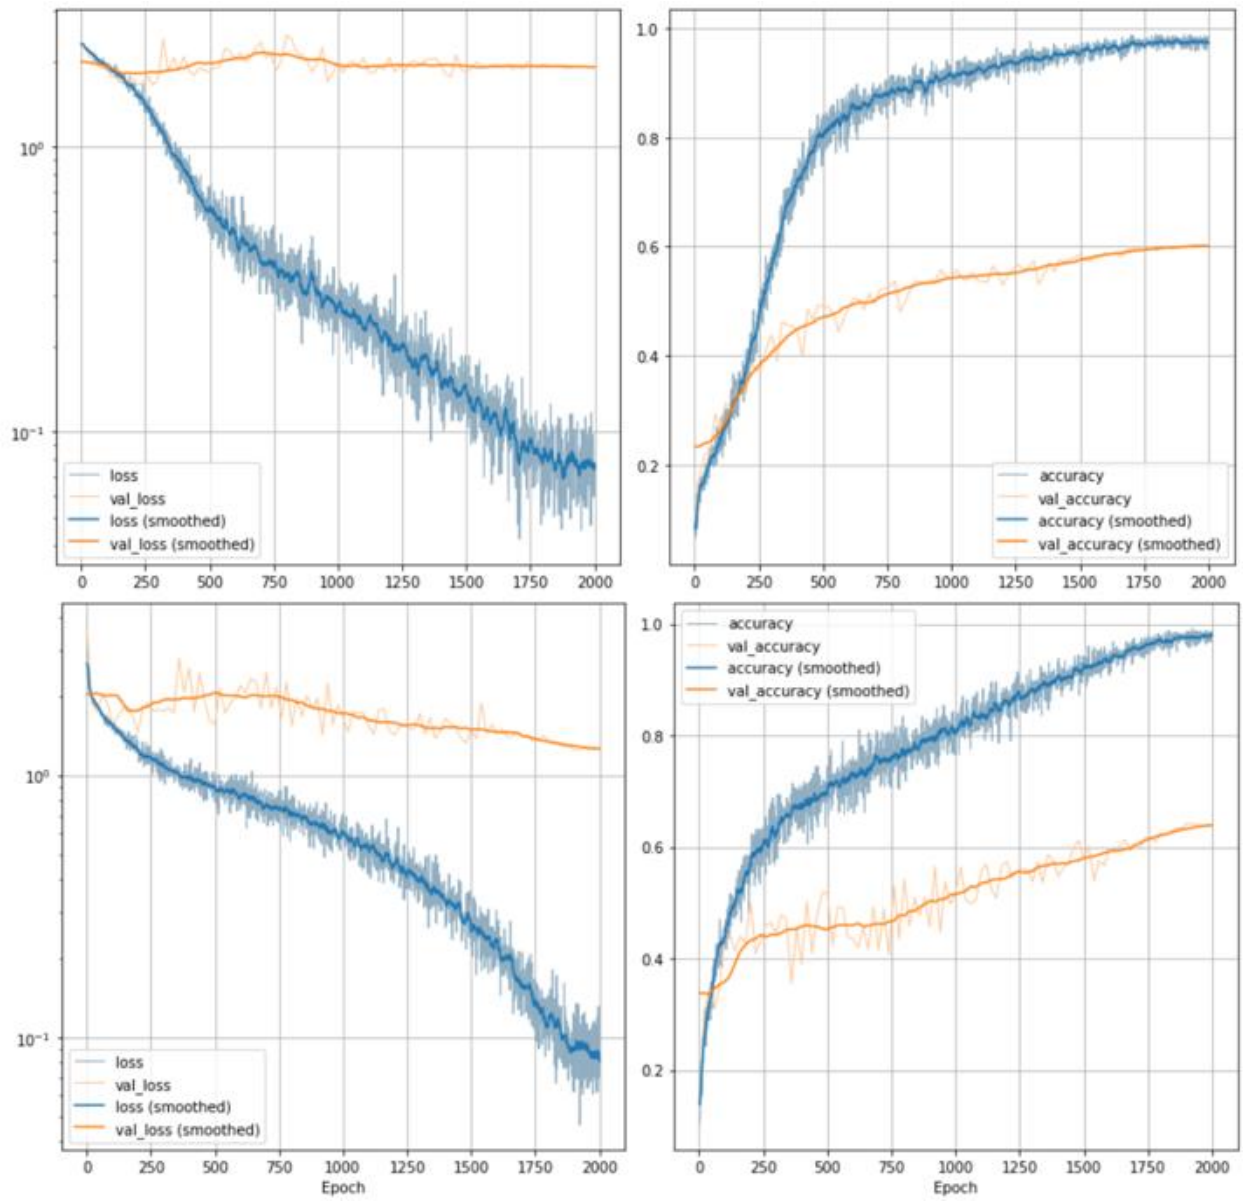 10⁰
10⁻¹
loss
val_loss
loss (smoothed)
val_loss (smoothed)
0 250 500 750 1000 1250 1500 1750 2000
1.0
0.8
0.6
0.4
0.2
accuracy
val_accuracy
accuracy (smoothed)
val_accuracy (smoothed)
0 250 500 750 1000 1250 1500 1750 2000
10⁰
10⁻¹
loss
val_loss
loss (smoothed)
val_loss (smoothed)
0 250 500 750 1000 1250 1500 1750 2000
Epoch
accuracy
val_accuracy
accuracy (smoothed)
val_accuracy (smoothed)
1.0
0.8
0.6
0.4
0.2
0 250 500 750 1000 1250 1500 1750 2000
Epoch